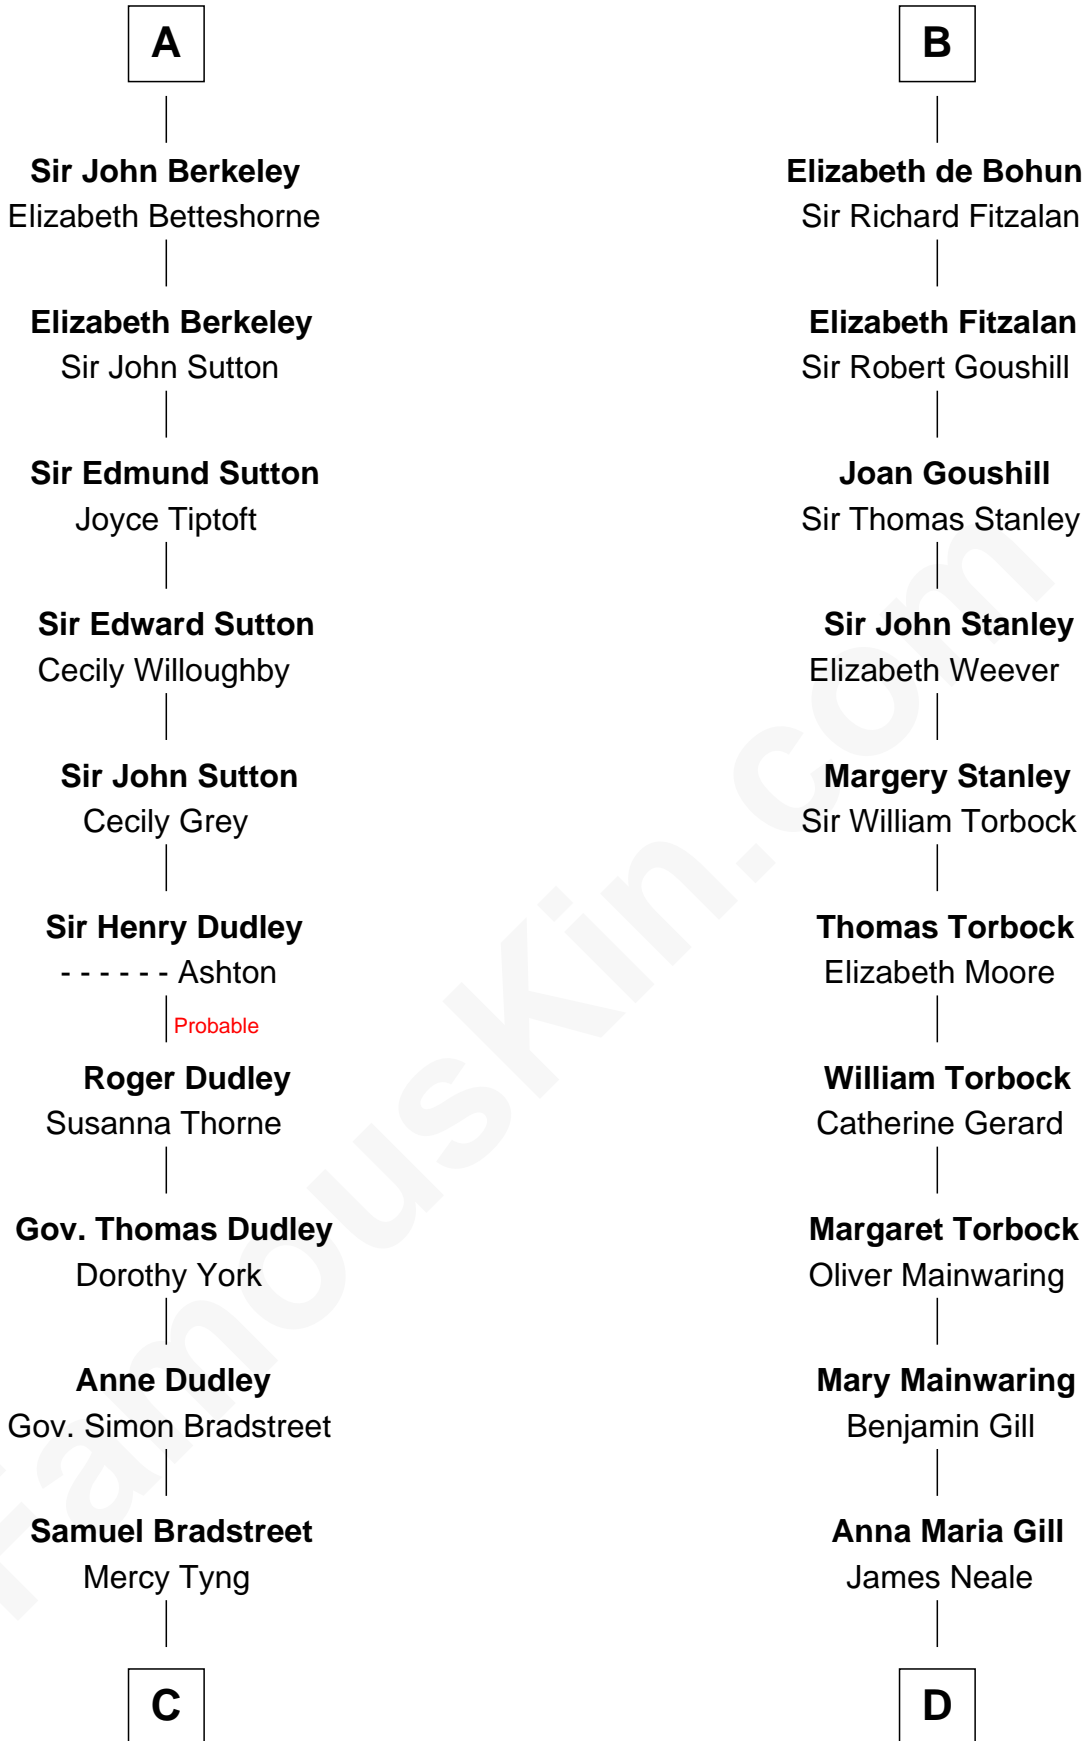 A
Sir John Berkeley
Elizabeth Betteshorne
Elizabeth Berkeley
Sir John Sutton
Sir Edmund Sutton
Joyce Tiptoft
Sir Edward Sutton
Cecily Willoughby
Sir John Sutton
Cecily Grey
Sir Henry Dudley
- - - - - - Ashton
Probable
Roger Dudley
Susanna Thorne
Gov. Thomas Dudley
Dorothy York
Anne Dudley
Gov. Simon Bradstreet
Samuel Bradstreet
Mercy Tyng
C
B
Elizabeth de Bohun
Sir Richard Fitzalan
Elizabeth Fitzalan
Sir Robert Goushill
Joan Goushill
Sir Thomas Stanley
Sir John Stanley
Elizabeth Weever
Margery Stanley
Sir William Torbock
Thomas Torbock
Elizabeth Moore
William Torbock
Catherine Gerard
Margaret Torbock
Oliver Mainwaring
Mary Mainwaring
Benjamin Gill
Anna Maria Gill
James Neale
D
FamousKin.com